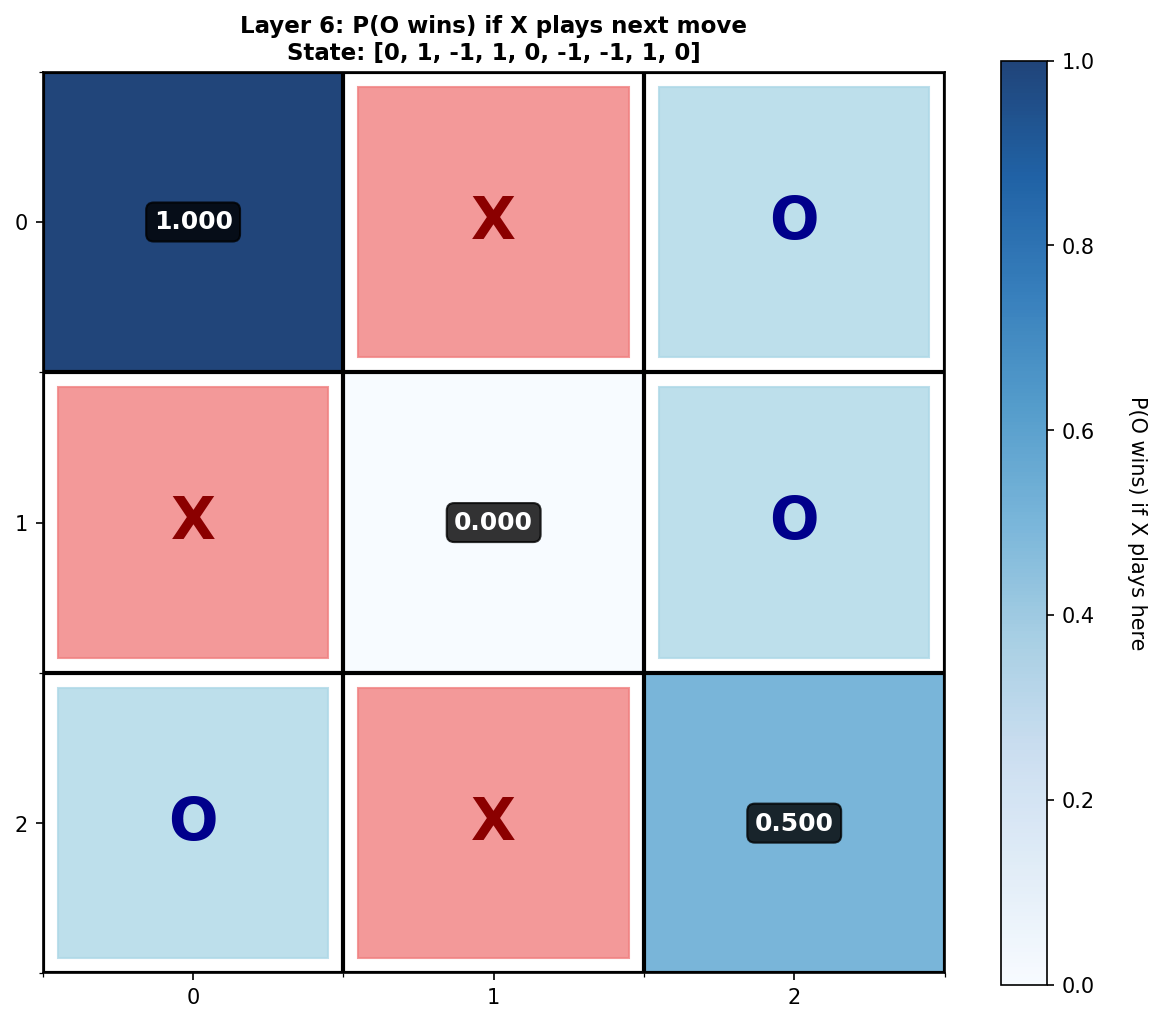 Layer 6: P(O wins) if X plays next move
State: [0, 1, -1, 1, 0, -1, -1, 1, 0]
0
1.000
X
O
1
X
0.000
O
2
O
X
0.500
0
1
2
1.0
0.8
0.6
0.4
0.2
0.0
P(O wins) if X plays here